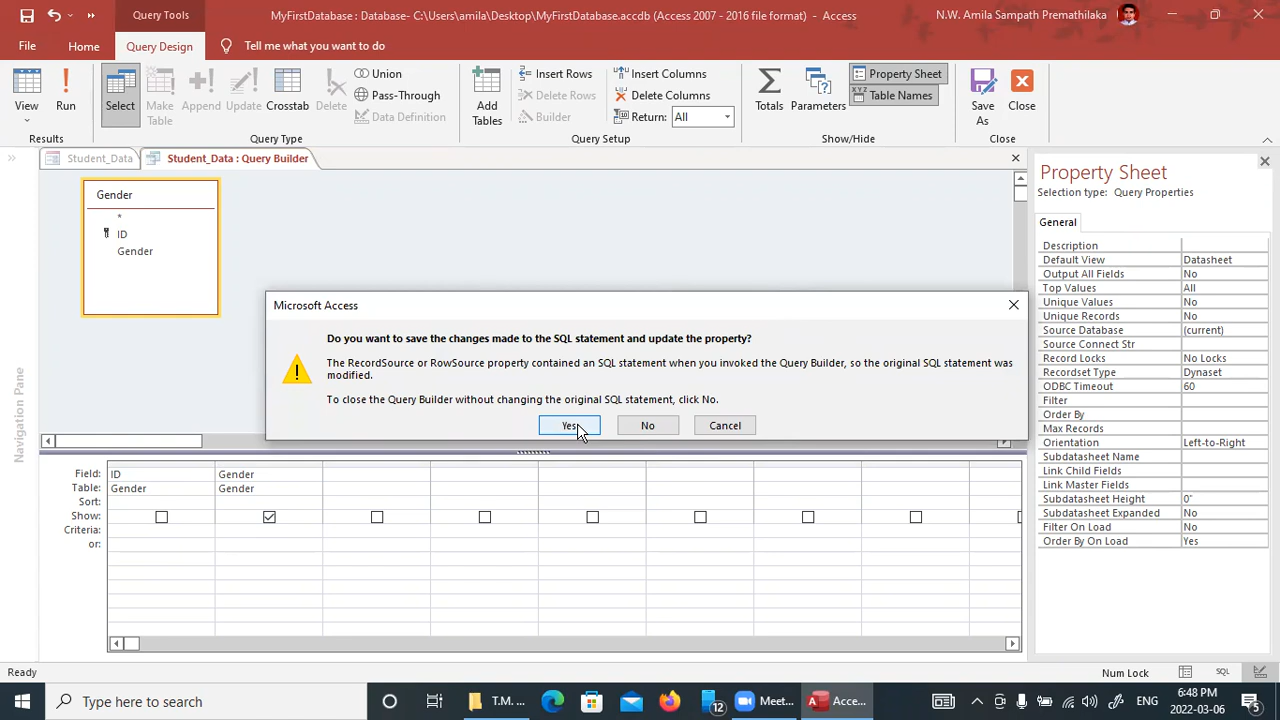 Query Tools
MyFirstDatabase : Database- C:\Users\amila\Desktop\MyFirstDatabase.accdb (Access 2007 - 2016 file format) - Access
N.W. Amila Sampath Premathilaka
File Home Query Design Tell me what you want to do
View Run
Results
Select Make Table Append Update Crosstab Delete
Union
Pass-Through
Data Definition
Query Type
Add Tables
Insert Rows
Delete Rows
Builder
Insert Columns
Delete Columns
Return: All
Query Setup
Totals Parameters
Property Sheet
XYZ Table Names
Show/Hide
Save As Close
Close
Student_Data Student_Data : Query Builder
Navigation Pane
Gender
*
ID
Gender
Microsoft Access
Do you want to save the changes made to the SQL statement and update the property?
The RecordSource or RowSource property contained an SQL statement when you invoked the Query Builder, so the original SQL statement was
modified.
To close the Query Builder without changing the original SQL statement, click No.
Yes No Cancel
Field: ID Gender
Table: Gender Gender
Sort:
Show:
Criteria:
or:
Property Sheet
Selection type: Query Properties
General
Description
Default View Datasheet
Output All Fields No
Top Values All
Unique Values No
Unique Records No
Source Database (current)
Source Connect Str
Record Locks No Locks
Recordset Type Dynaset
ODBC Timeout 60
Filter
Order By
Max Records
Orientation Left-to-Right
Subdatasheet Name
Link Child Fields
Link Master Fields
Subdatasheet Height 0"
Subdatasheet Expanded No
Filter On Load No
Order By On Load Yes
Ready
Num Lock
SQL
Type here to search
T.M. ...
12
Meet...
Acce...
ENG
6:48 PM
2022-03-06
5